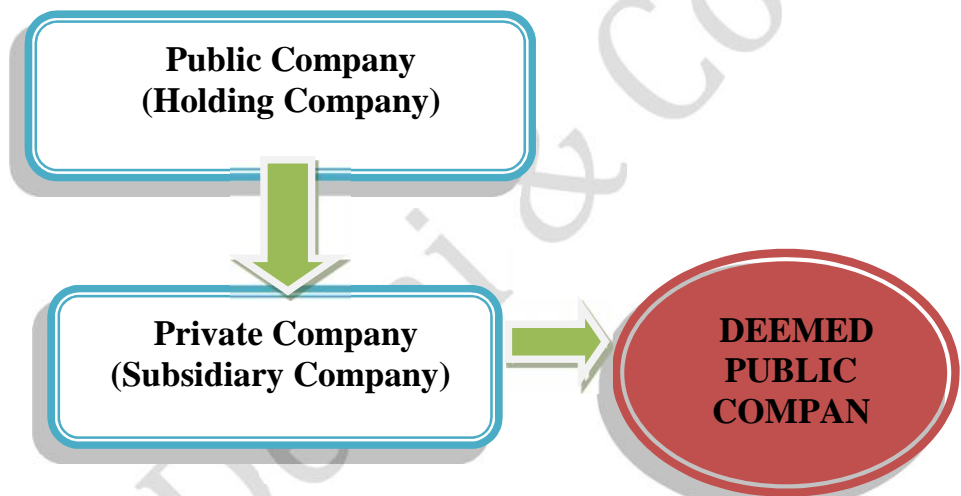 Public Company
(Holding Company)
Private Company
(Subsidiary Company)
DEEMED
PUBLIC
COMPAN